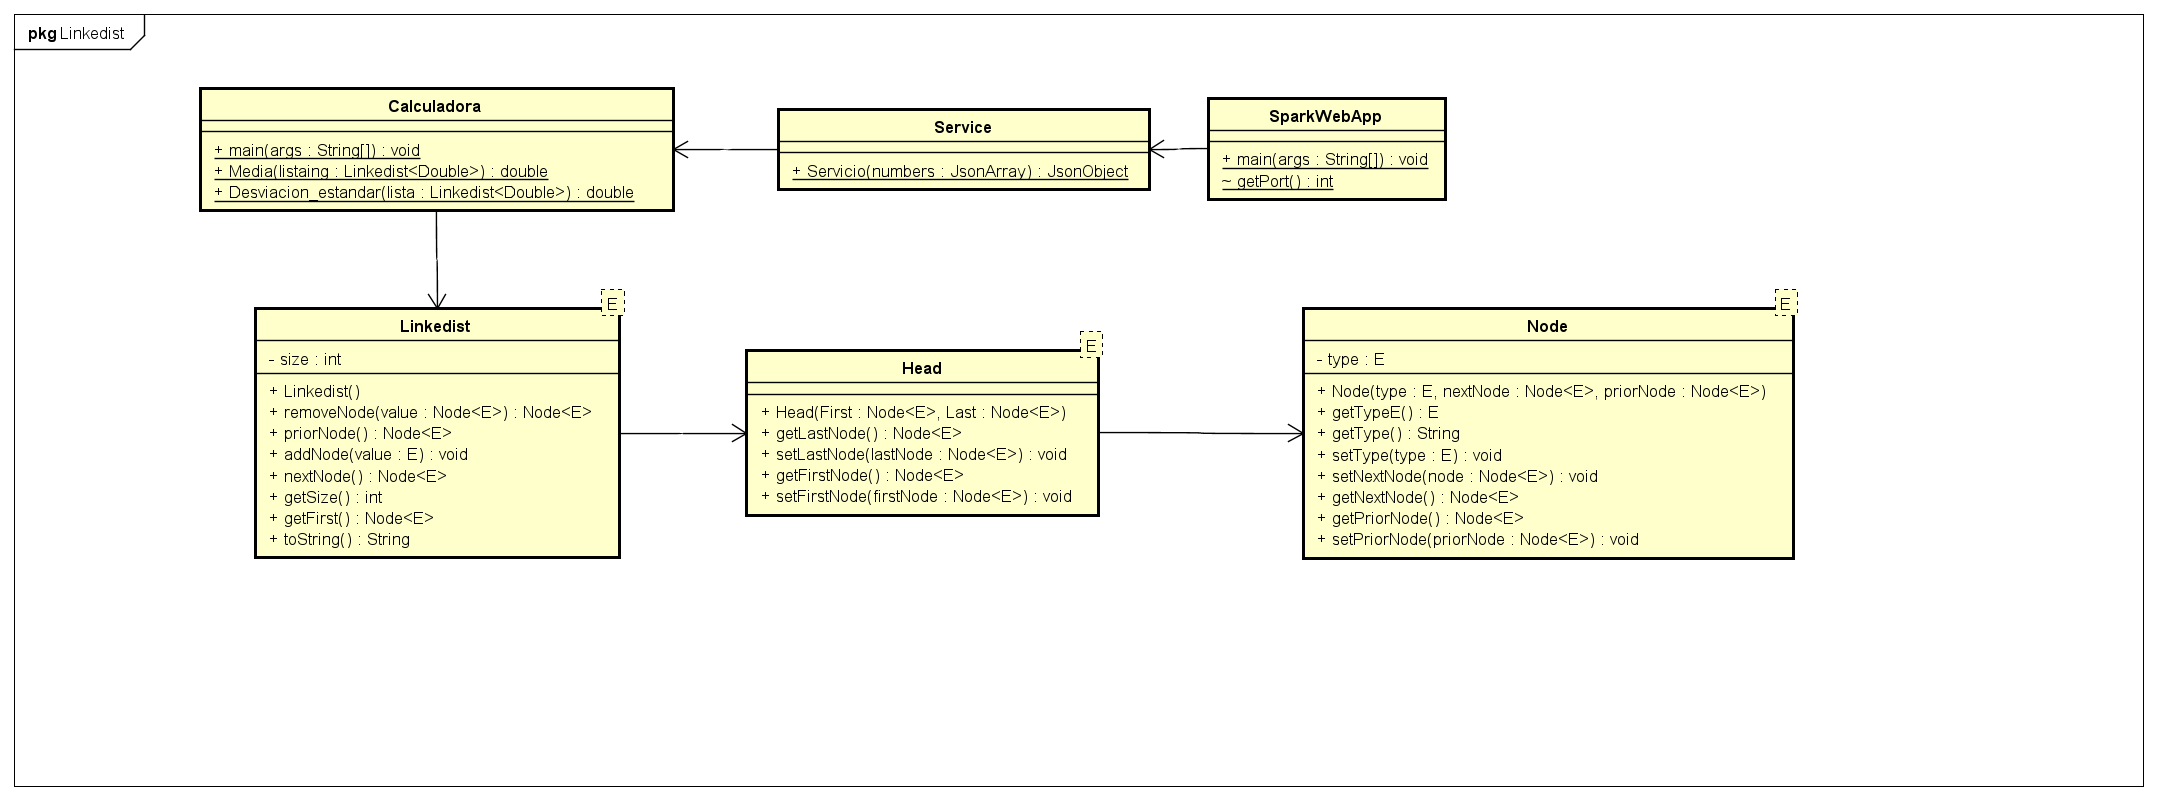 pkg Linkedist
Calculadora
+ main(args : String[]) : void
+ Media(listaing : Linkedist<Double>) : double
+ Desviacion_estandar(lista : Linkedist<Double>) : double
Service
+ Servicio(numbers : JsonArray) : JsonObject
SparkWebApp
+ main(args : String[]) : void
~ getPort() : int
E
Linkedist
- size : int
+ Linkedist()
+ removeNode(value : Node<E>) : Node<E>
+ priorNode() : Node<E>
+ addNode(value : E) : void
+ nextNode() : Node<E>
+ getSize() : int
+ getFirst() : Node<E>
+ toString() : String
E
Head
+ Head(First : Node<E>, Last : Node<E>)
+ getLastNode() : Node<E>
+ setLastNode(lastNode : Node<E>) : void
+ getFirstNode() : Node<E>
+ setFirstNode(firstNode : Node<E>) : void
E
Node
- type : E
+ Node(type : E, nextNode : Node<E>, priorNode : Node<E>)
+ getTypeE() : E
+ getType() : String
+ setType(type : E) : void
+ setNextNode(node : Node<E>) : void
+ getNextNode() : Node<E>
+ getPriorNode() : Node<E>
+ setPriorNode(priorNode : Node<E>) : void